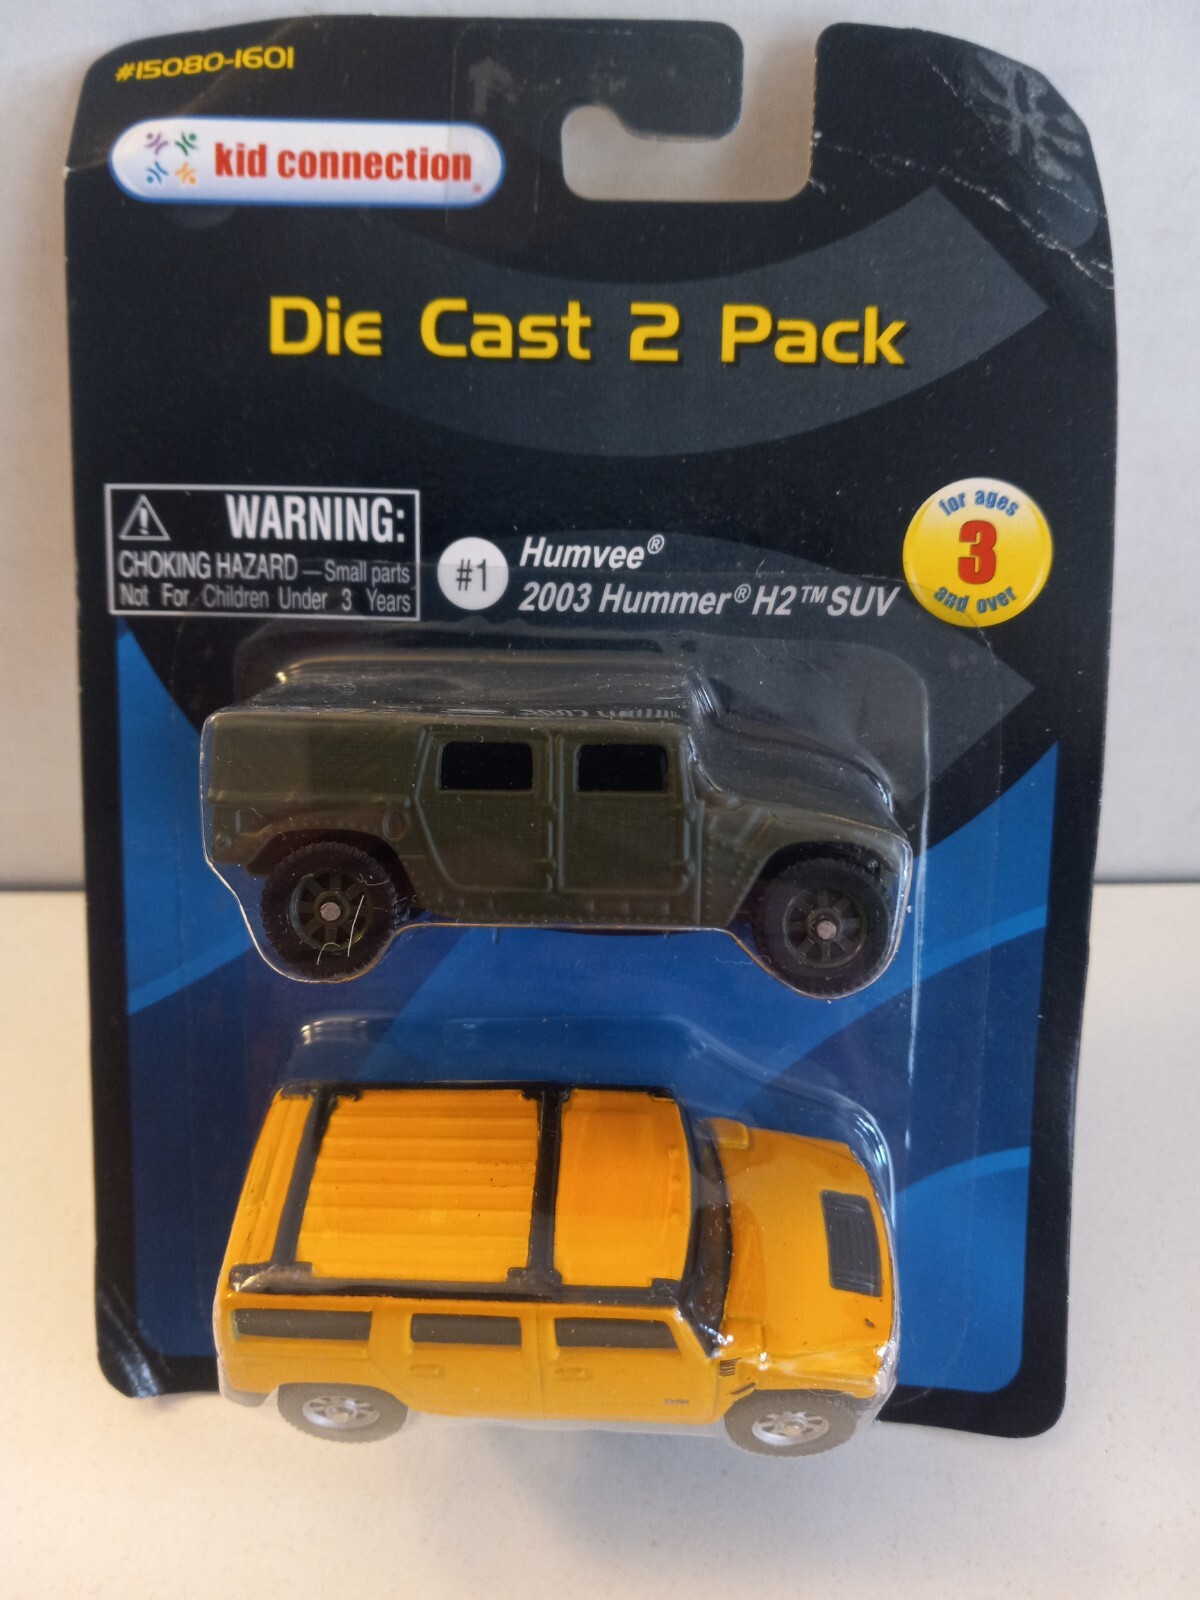 #15080-1601
kid connection®
Die Cast 2 Pack
WARNING:
CHOKING HAZARD — Small parts
Not For Children Under 3 Years
#1
Humvee®
2003 Hummer® H2™ SUV
for ages
3
and over